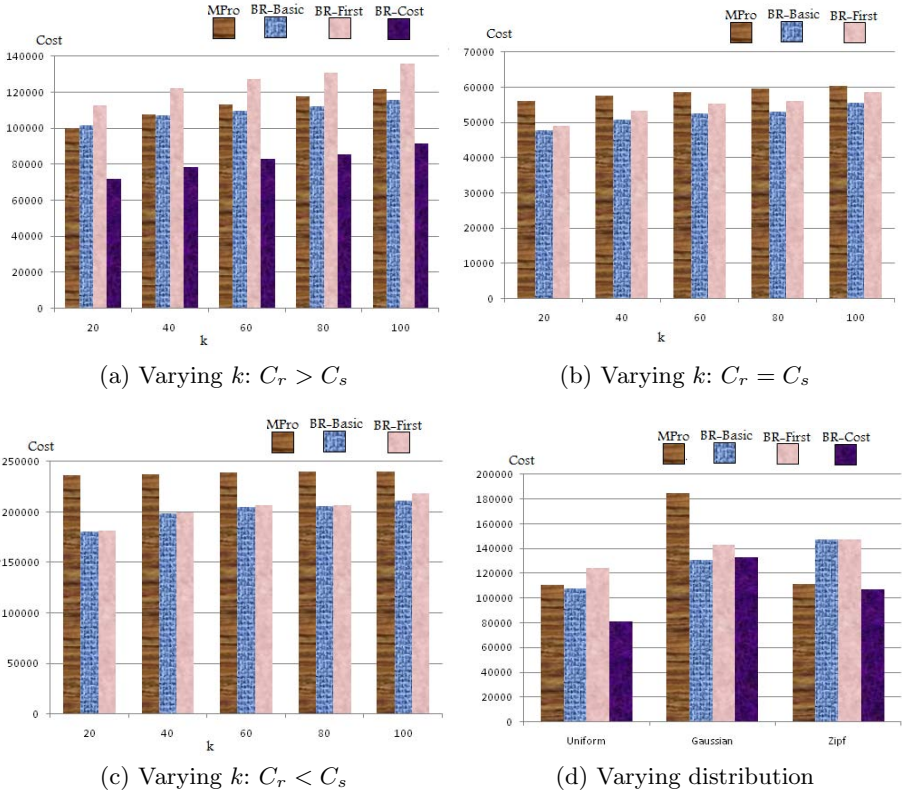 MPro BR-Basic BR-First BR-Cost
Cost
140000
120000
100000
80000
60000
40000
20000
0
20 40 60 80 100
k
(a) Varying k: C_r > C_s
MPro BR-Basic BR-First
Cost
70000
60000
50000
40000
30000
20000
10000
0
20 40 60 80 100
k
(b) Varying k: C_r = C_s
MPro BR-Basic BR-First
Cost
250000
200000
150000
100000
50000
0
20 40 60 80 100
k
(c) Varying k: C_r < C_s
MPro BR-Basic BR-First BR-Cost
Cost
200000
180000
160000
140000
120000
100000
80000
60000
40000
20000
0
Uniform Gaussian Zipf
(d) Varying distribution